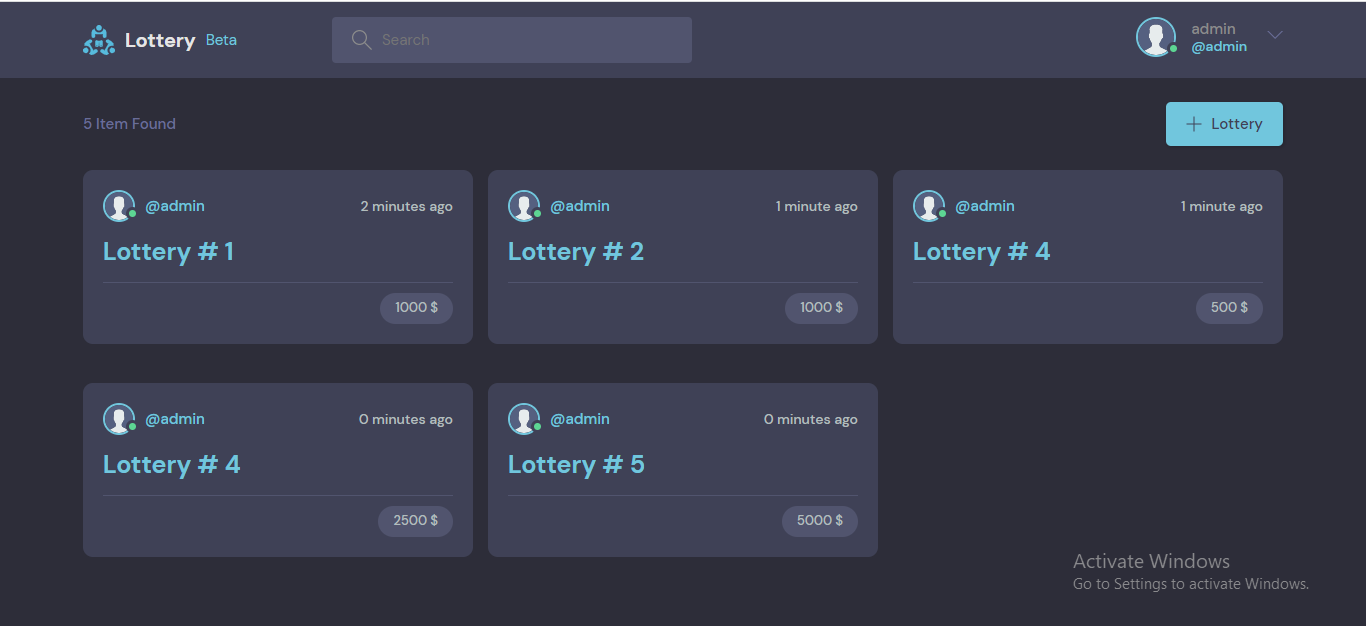 Lottery Beta
Search
admin
@admin
5 Item Found
+ Lottery
@admin 2 minutes ago
Lottery # 1
1000 $
@admin 1 minute ago
Lottery # 2
1000 $
@admin 1 minute ago
Lottery # 4
500 $
@admin 0 minutes ago
Lottery # 4
2500 $
@admin 0 minutes ago
Lottery # 5
5000 $
Activate Windows
Go to Settings to activate Windows.